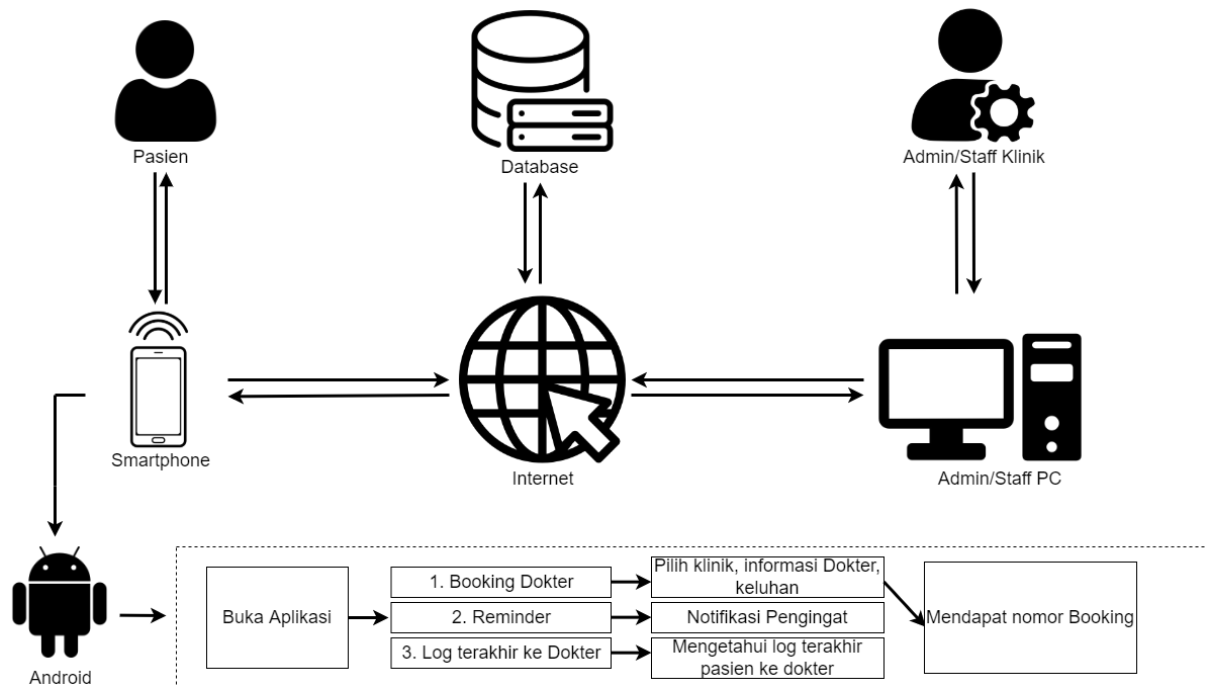 Pasien
Database
Admin/Staff Klinik
Smartphone
Internet
Admin/Staff PC
Android
Buka Aplikasi
1. Booking Dokter
2. Reminder
3. Log terakhir ke Dokter
Pilih klinik, informasi Dokter,
keluhan
Notifikasi Pengingat
Mengetahui log terakhir
pasien ke dokter
Mendapat nomor Booking